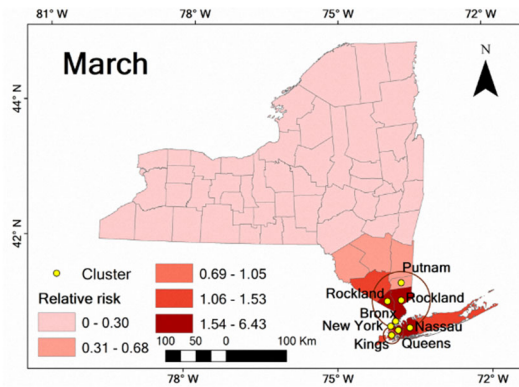 81° W
78° W
75° W
72° W
March
N
44° N
42° N
Cluster
Relative risk
0 - 0.30
0.31 - 0.68
0.69 - 1.05
1.06 - 1.53
1.54 - 6.43
100 50 0 100 Km
Putnam
Rockland
Rockland
Bronx
New York
Nassau
Kings
Queens
78° W
75° W
72° W